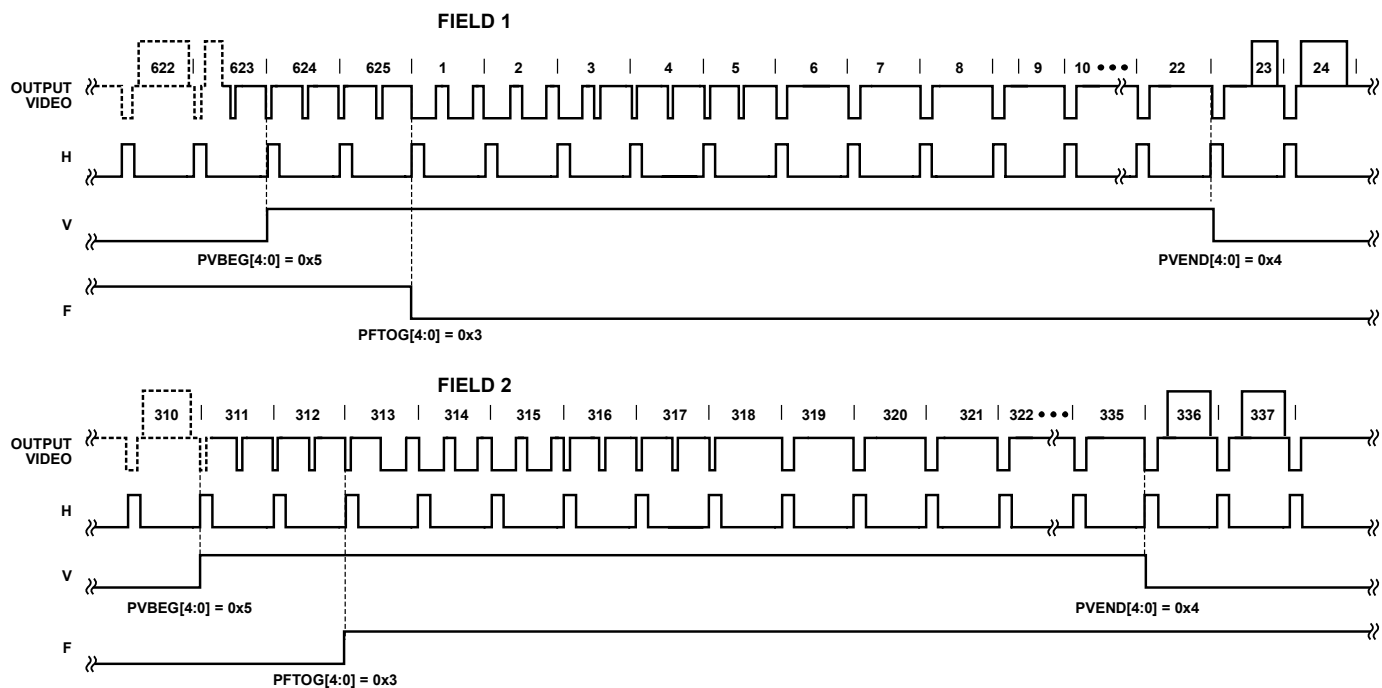 FIELD 1
622 623 624 625 1 2 3 4 5 6 7 8 9 10 ••• 22 23 24
OUTPUT
VIDEO
H
V
PVBEG[4:0] = 0x5 PVEND[4:0] = 0x4
F
PFTOG[4:0] = 0x3
FIELD 2
310 311 312 313 314 315 316 317 318 319 320 321 322 ••• 335 336 337
OUTPUT
VIDEO
H
V
PVBEG[4:0] = 0x5 PVEND[4:0] = 0x4
F
PFTOG[4:0] = 0x3